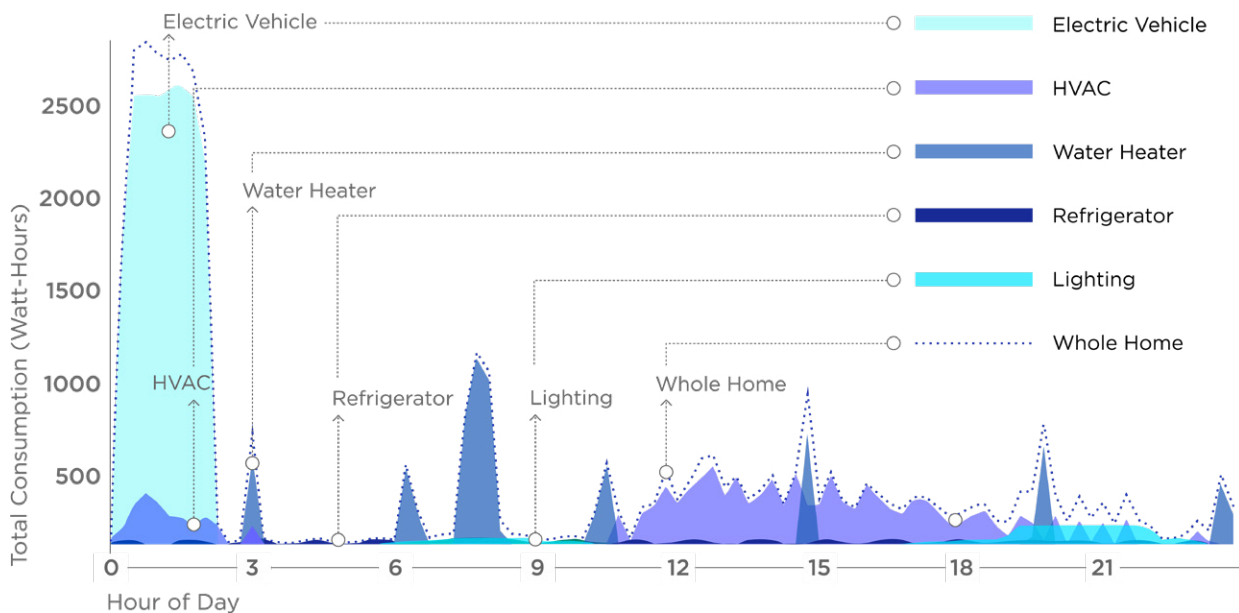 Electric Vehicle
Electric Vehicle
HVAC
2500
Water Heater
Water Heater
2000
Refrigerator
1500
Lighting
Whole Home
1000
HVAC
Refrigerator
Lighting
Whole Home
500
Total Consumption (Watt-Hours)
0 3 6 9 12 15 18 21
Hour of Day